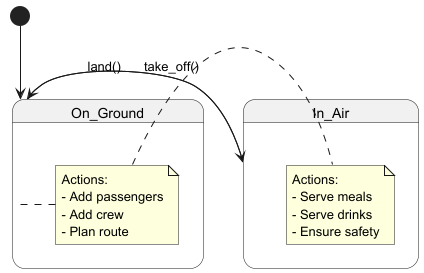 land()
take_off()
On_Ground
In_Air
Actions:
- Add passengers
- Add crew
- Plan route
Actions:
- Serve meals
- Serve drinks
- Ensure safety